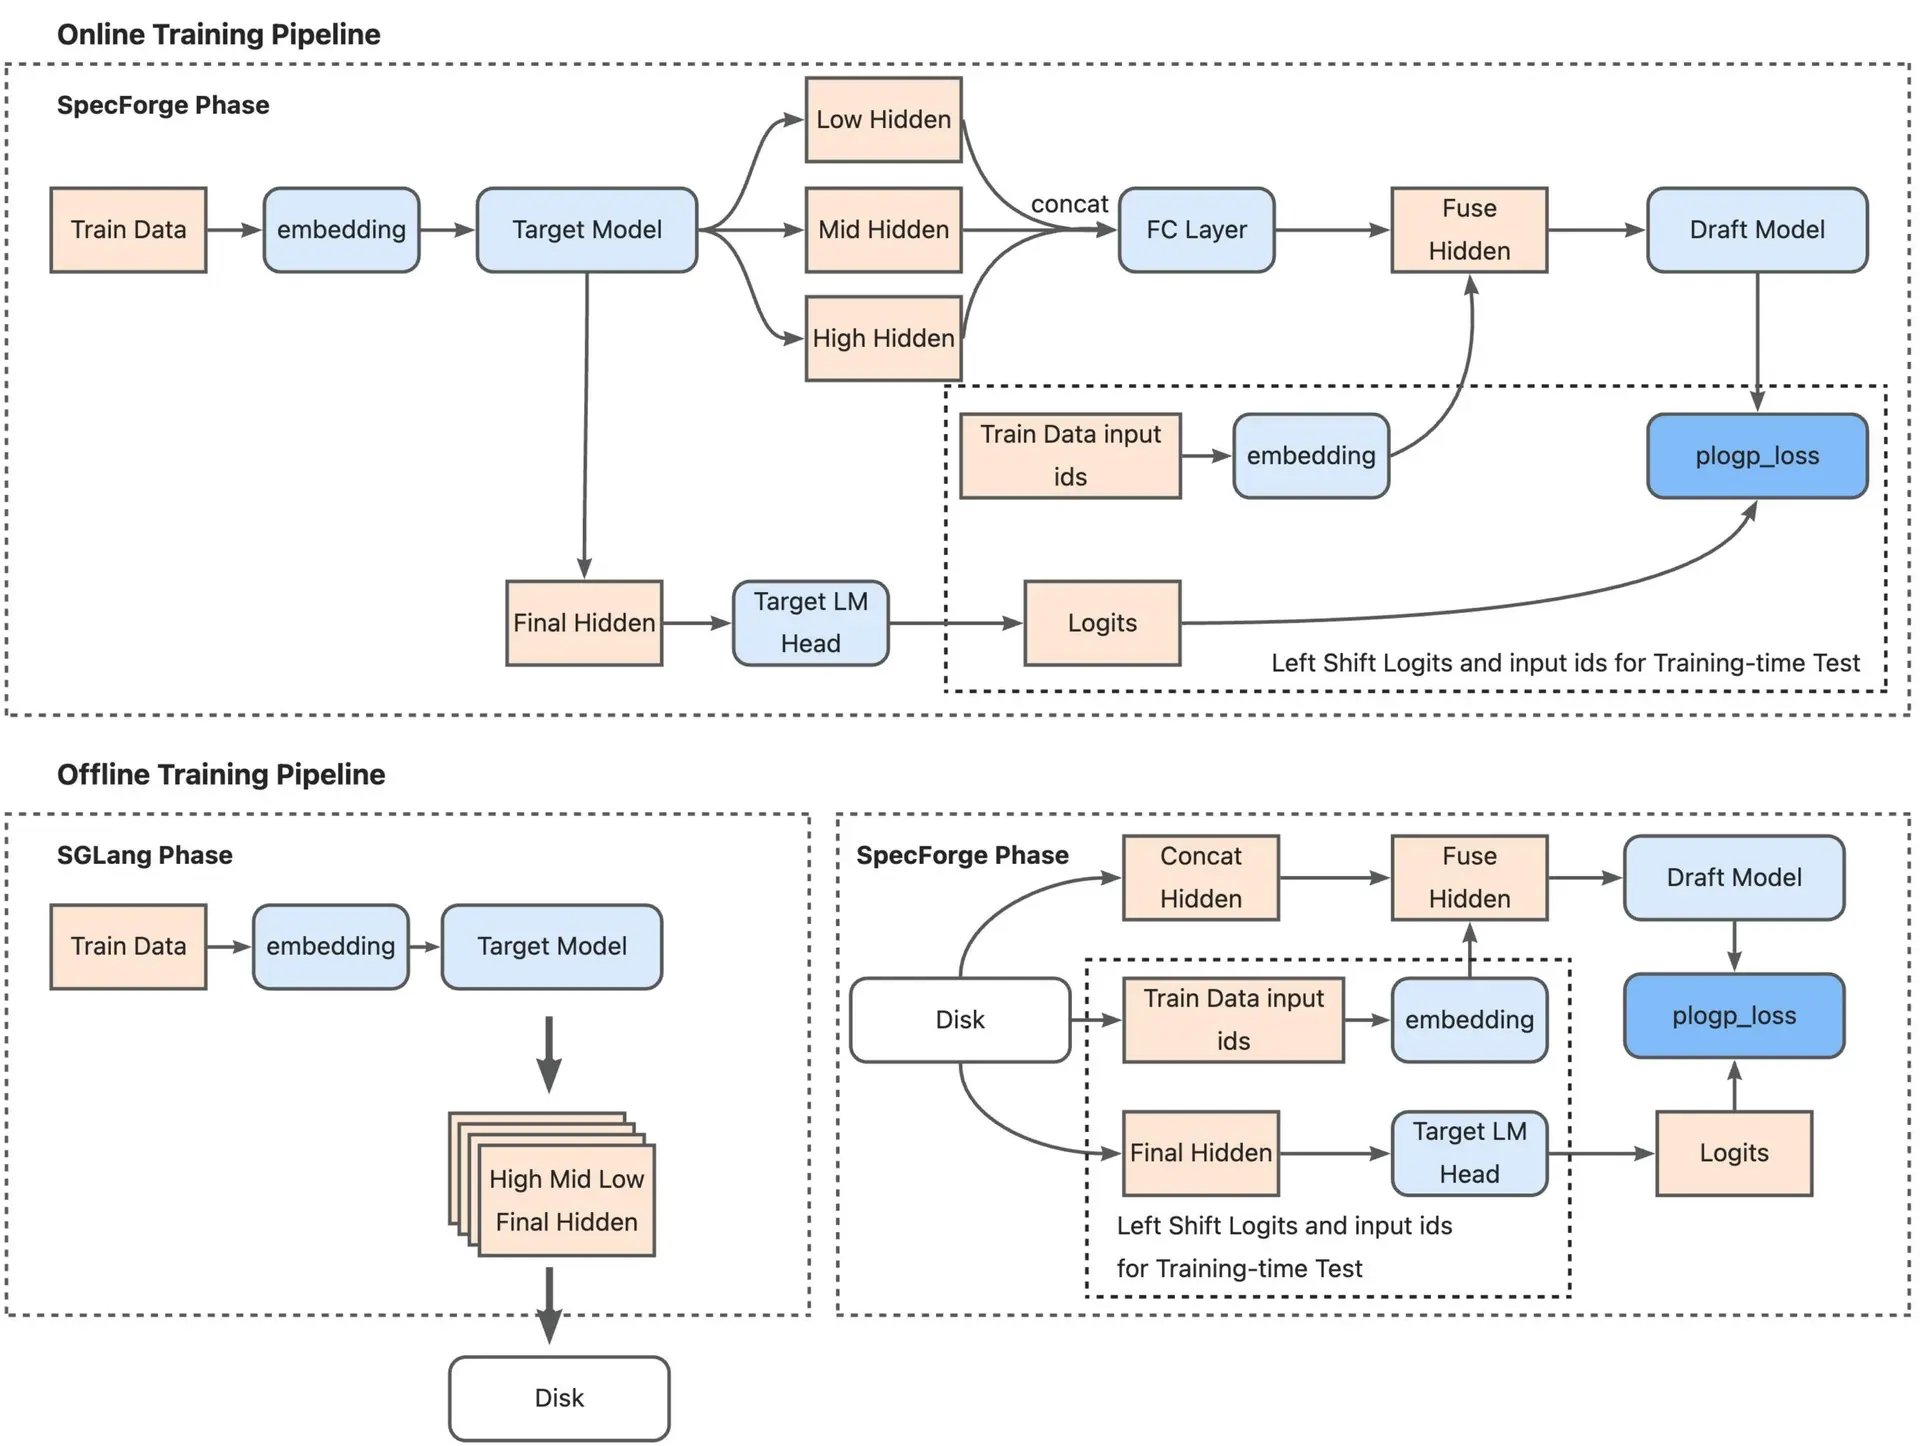 Online Training Pipeline
SpecForge Phase
Train Data
embedding
Target Model
Low Hidden
Mid Hidden
High Hidden
concat
FC Layer
Fuse
Hidden
Draft Model
Train Data input
ids
embedding
plogp_loss
Final Hidden
Target LM
Head
Logits
Left Shift Logits and input ids for Training-time Test
Offline Training Pipeline
SGLang Phase
Train Data
embedding
Target Model
High Mid Low
Final Hidden
Disk
SpecForge Phase
Concat
Hidden
Fuse
Hidden
Draft Model
Disk
Train Data input
ids
embedding
plogp_loss
Final Hidden
Target LM
Head
Logits
Left Shift Logits and input ids
for Training-time Test